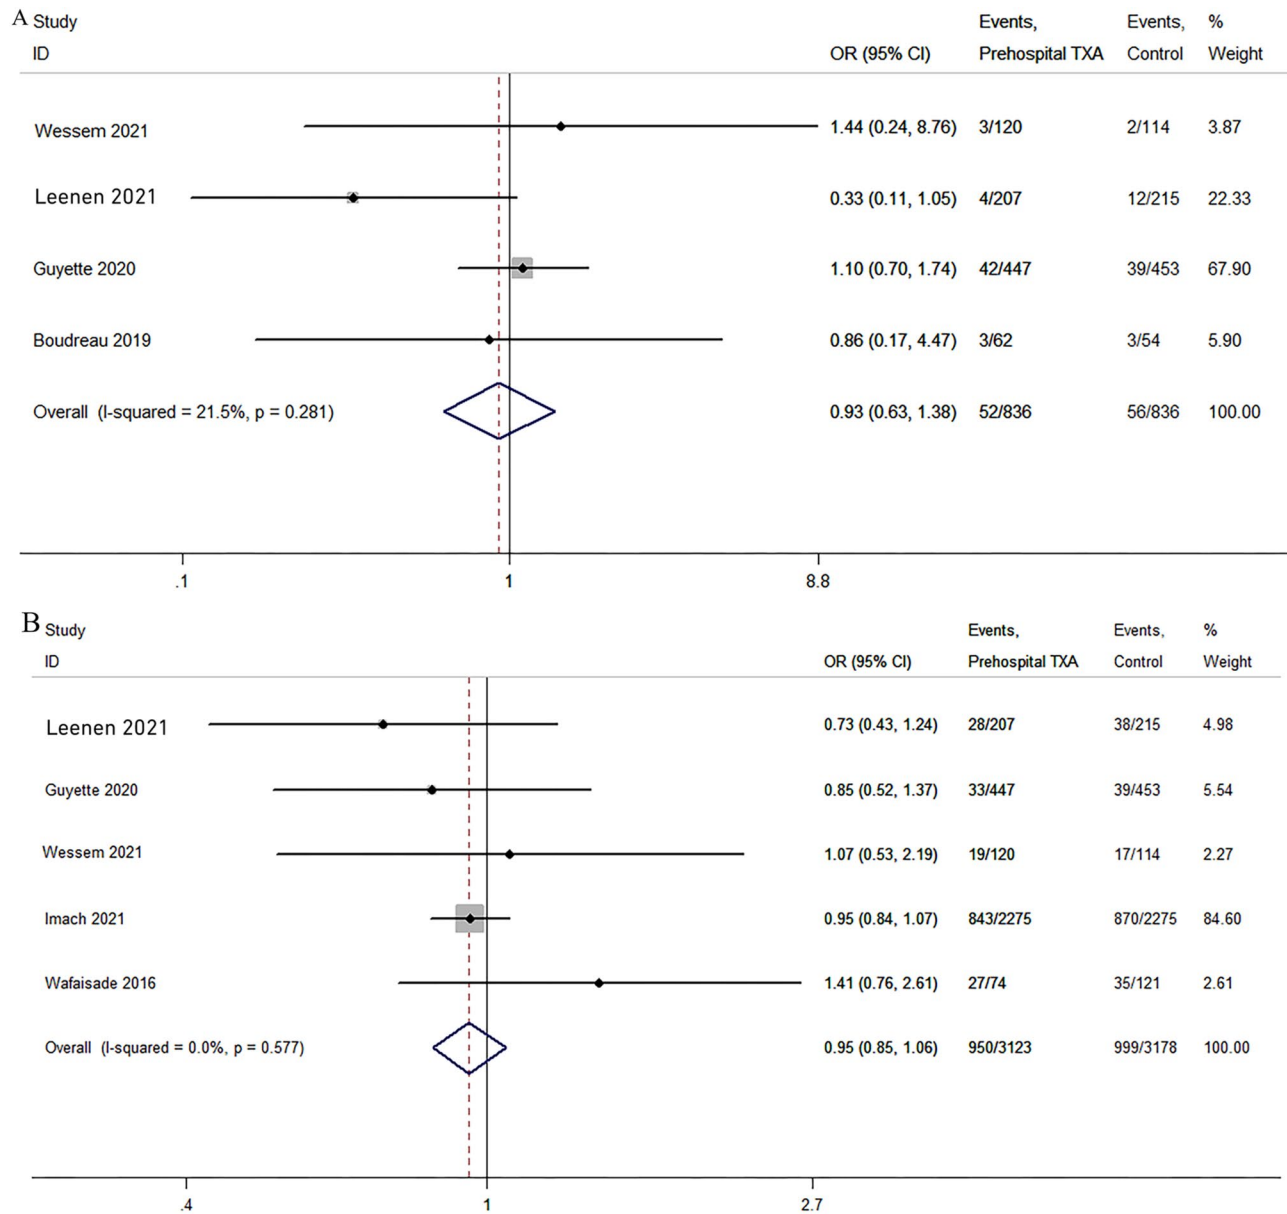 A Study Events, Events, %
ID OR (95% CI) Prehospital TXA Control Weight
Wessem 2021 1.44 (0.24, 8.76) 3/120 2/114 3.87
Leenen 2021 0.33 (0.11, 1.05) 4/207 12/215 22.33
Guyette 2020 1.10 (0.70, 1.74) 42/447 39/453 67.90
Boudreau 2019 0.86 (0.17, 4.47) 3/62 3/54 5.90
Overall (I-squared = 21.5%, p = 0.281) 0.93 (0.63, 1.38) 52/836 56/836 100.00
.1 1 8.8
B Study Events, Events, %
ID OR (95% CI) Prehospital TXA Control Weight
Leenen 2021 0.73 (0.43, 1.24) 28/207 38/215 4.98
Guyette 2020 0.85 (0.52, 1.37) 33/447 39/453 5.54
Wessem 2021 1.07 (0.53, 2.19) 19/120 17/114 2.27
Imach 2021 0.95 (0.84, 1.07) 843/2275 870/2275 84.60
Wafaisade 2016 1.41 (0.76, 2.61) 27/74 35/121 2.61
Overall (I-squared = 0.0%, p = 0.577) 0.95 (0.85, 1.06) 950/3123 999/3178 100.00
.4 1 2.7